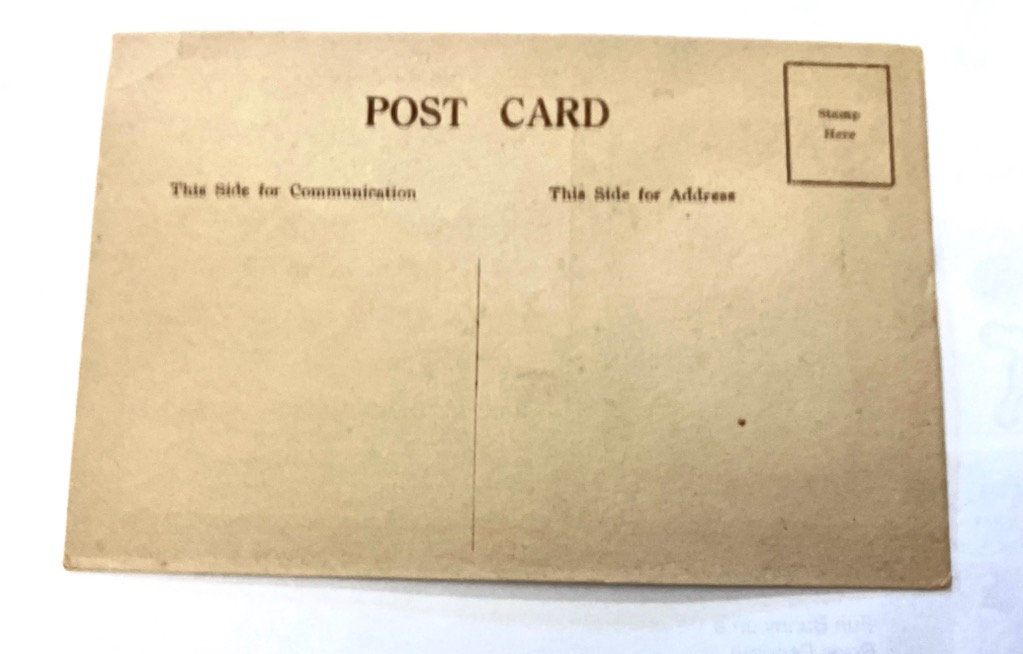 POST CARD
Stamp
Here
This Side for Communication
This Side for Address